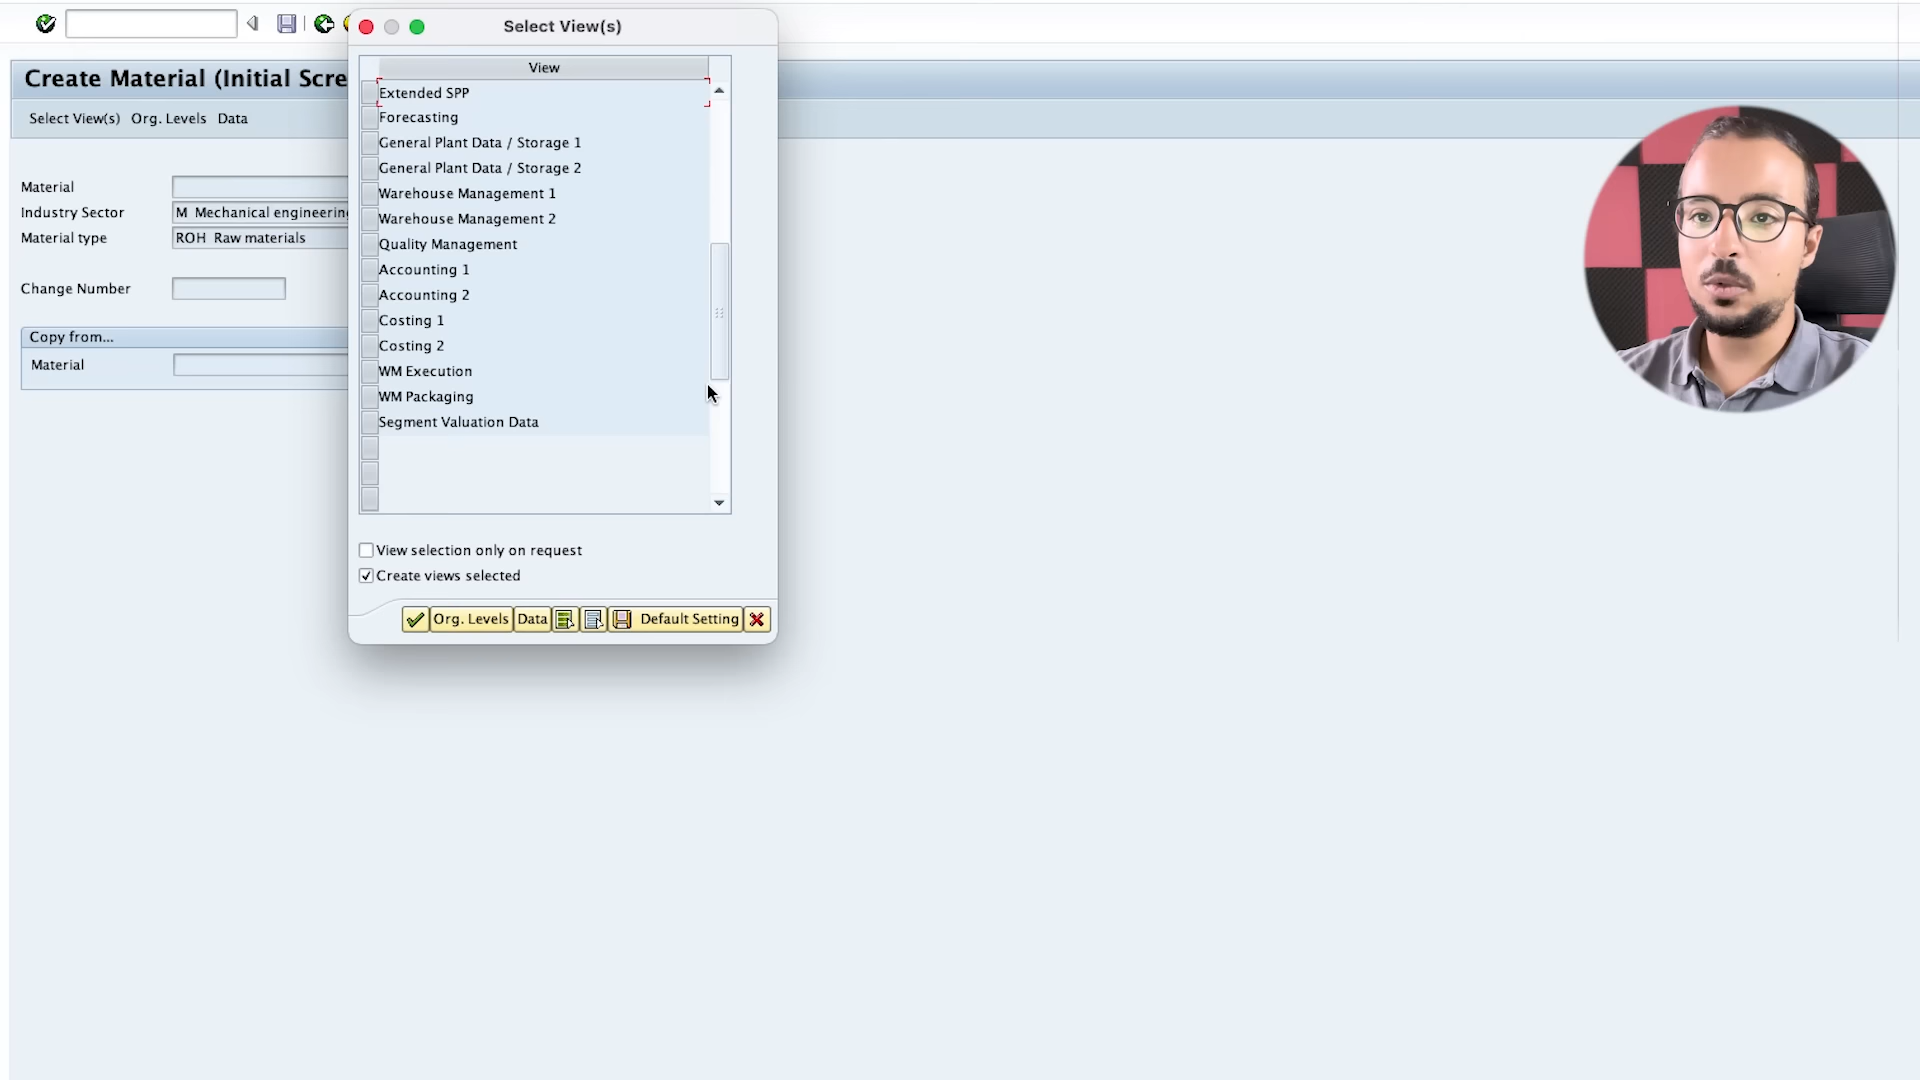 Select View(s)
Create Material (Initial Scre
Select View(s) Org. Levels Data
Material
Industry Sector M Mechanical engineering
Material type ROH Raw materials
Change Number
Copy from...
Material
View
Extended SPP
Forecasting
General Plant Data / Storage 1
General Plant Data / Storage 2
Warehouse Management 1
Warehouse Management 2
Quality Management
Accounting 1
Accounting 2
Costing 1
Costing 2
WM Execution
WM Packaging
Segment Valuation Data
View selection only on request
Create views selected
Org. Levels Data Default Setting